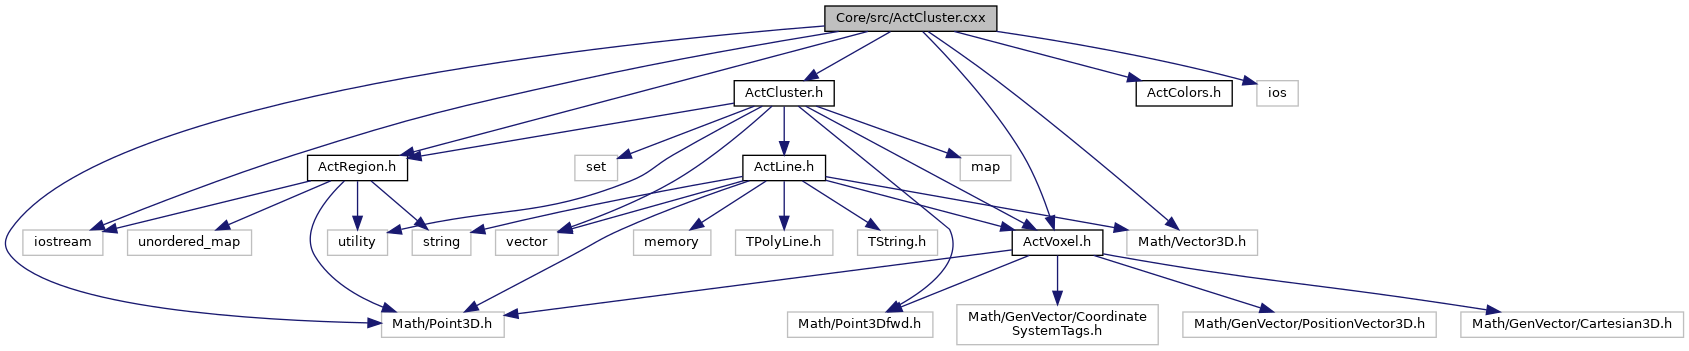 Core/src/ActCluster.cxx
ActCluster.h
ActColors.h
ios
ActRegion.h
set
ActLine.h
map
iostream
unordered_map
utility
string
vector
memory
TPolyLine.h
TString.h
ActVoxel.h
Math/Vector3D.h
Math/Point3D.h
Math/Point3Dfwd.h
Math/GenVector/Coordinate
SystemTags.h
Math/GenVector/PositionVector3D.h
Math/GenVector/Cartesian3D.h